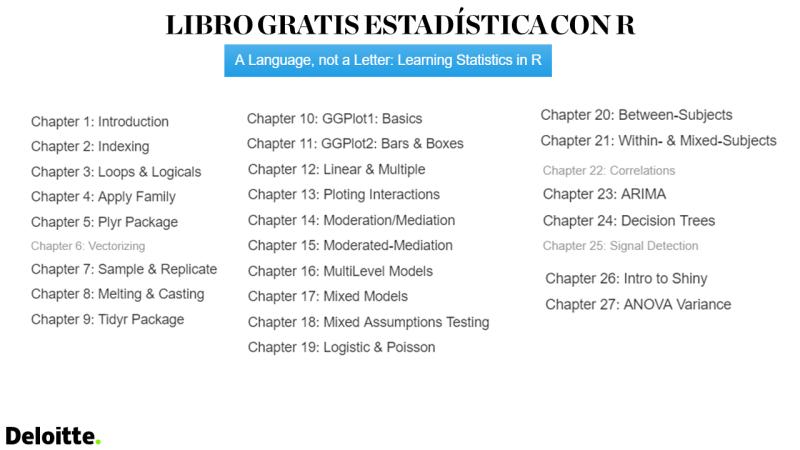 LIBRO GRATIS ESTADÍSTICA CON R
A Language, not a Letter: Learning Statistics in R
Chapter 1: Introduction
Chapter 2: Indexing
Chapter 3: Loops & Logicals
Chapter 4: Apply Family
Chapter 5: Plyr Package
Chapter 6: Vectorizing
Chapter 7: Sample & Replicate
Chapter 8: Melting & Casting
Chapter 9: Tidyr Package
Chapter 10: GGPlot1: Basics
Chapter 11: GGPlot2: Bars & Boxes
Chapter 12: Linear & Multiple
Chapter 13: Ploting Interactions
Chapter 14: Moderation/Mediation
Chapter 15: Moderated-Mediation
Chapter 16: MultiLevel Models
Chapter 17: Mixed Models
Chapter 18: Mixed Assumptions Testing
Chapter 19: Logistic & Poisson
Chapter 20: Between-Subjects
Chapter 21: Within- & Mixed-Subjects
Chapter 22: Correlations
Chapter 23: ARIMA
Chapter 24: Decision Trees
Chapter 25: Signal Detection
Chapter 26: Intro to Shiny
Chapter 27: ANOVA Variance
Deloitte.